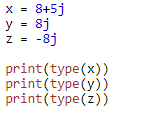 x = 8+5j
y = 8j
z = -8j
print(type(x))
print(type(y))
print(type(z))